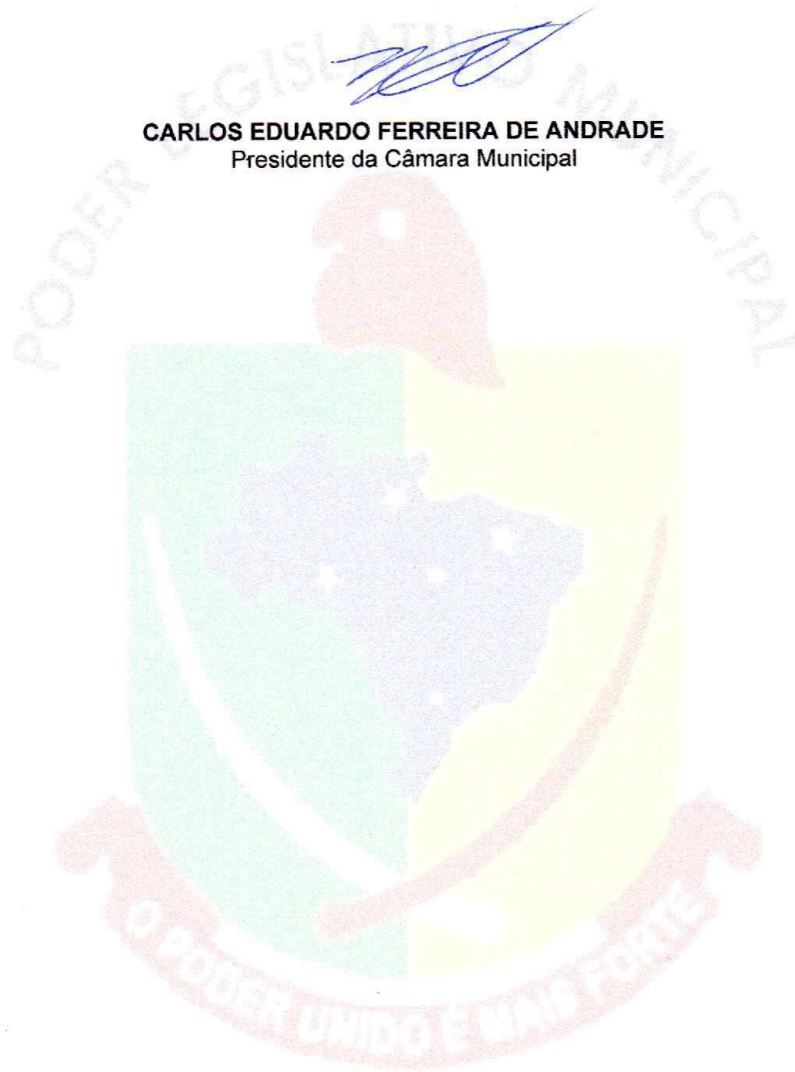 PODER LEGISLATIVO MUNICIPAL
CARLOS EDUARDO FERREIRA DE ANDRADE
Presidente da Câmara Municipal
O PODER UNIDO É MAIS FORTE